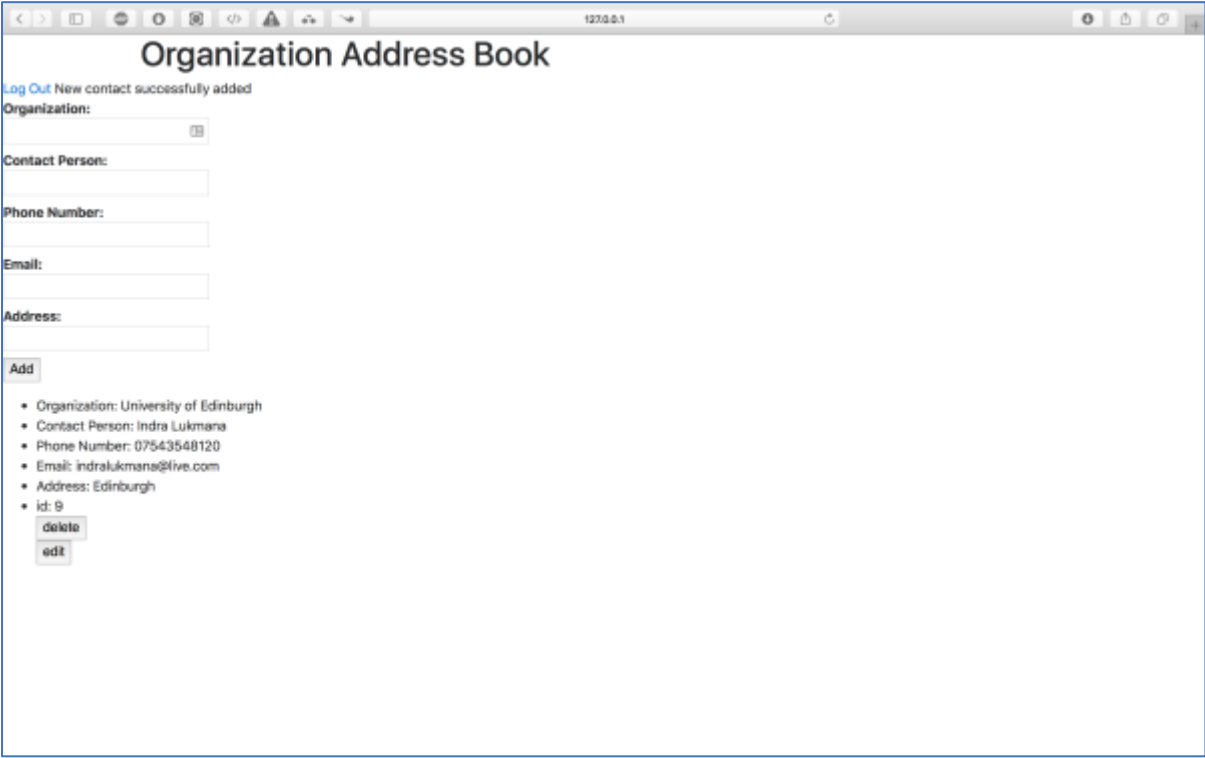 127.0.0.1
Organization Address Book
Log Out New contact successfully added
Organization:
Contact Person:
Phone Number:
Email:
Address:
Add
• Organization: University of Edinburgh
• Contact Person: Indra Lukmana
• Phone Number: 07543548120
• Email: indralukmana@live.com
• Address: Edinburgh
• id: 9
delete
edit